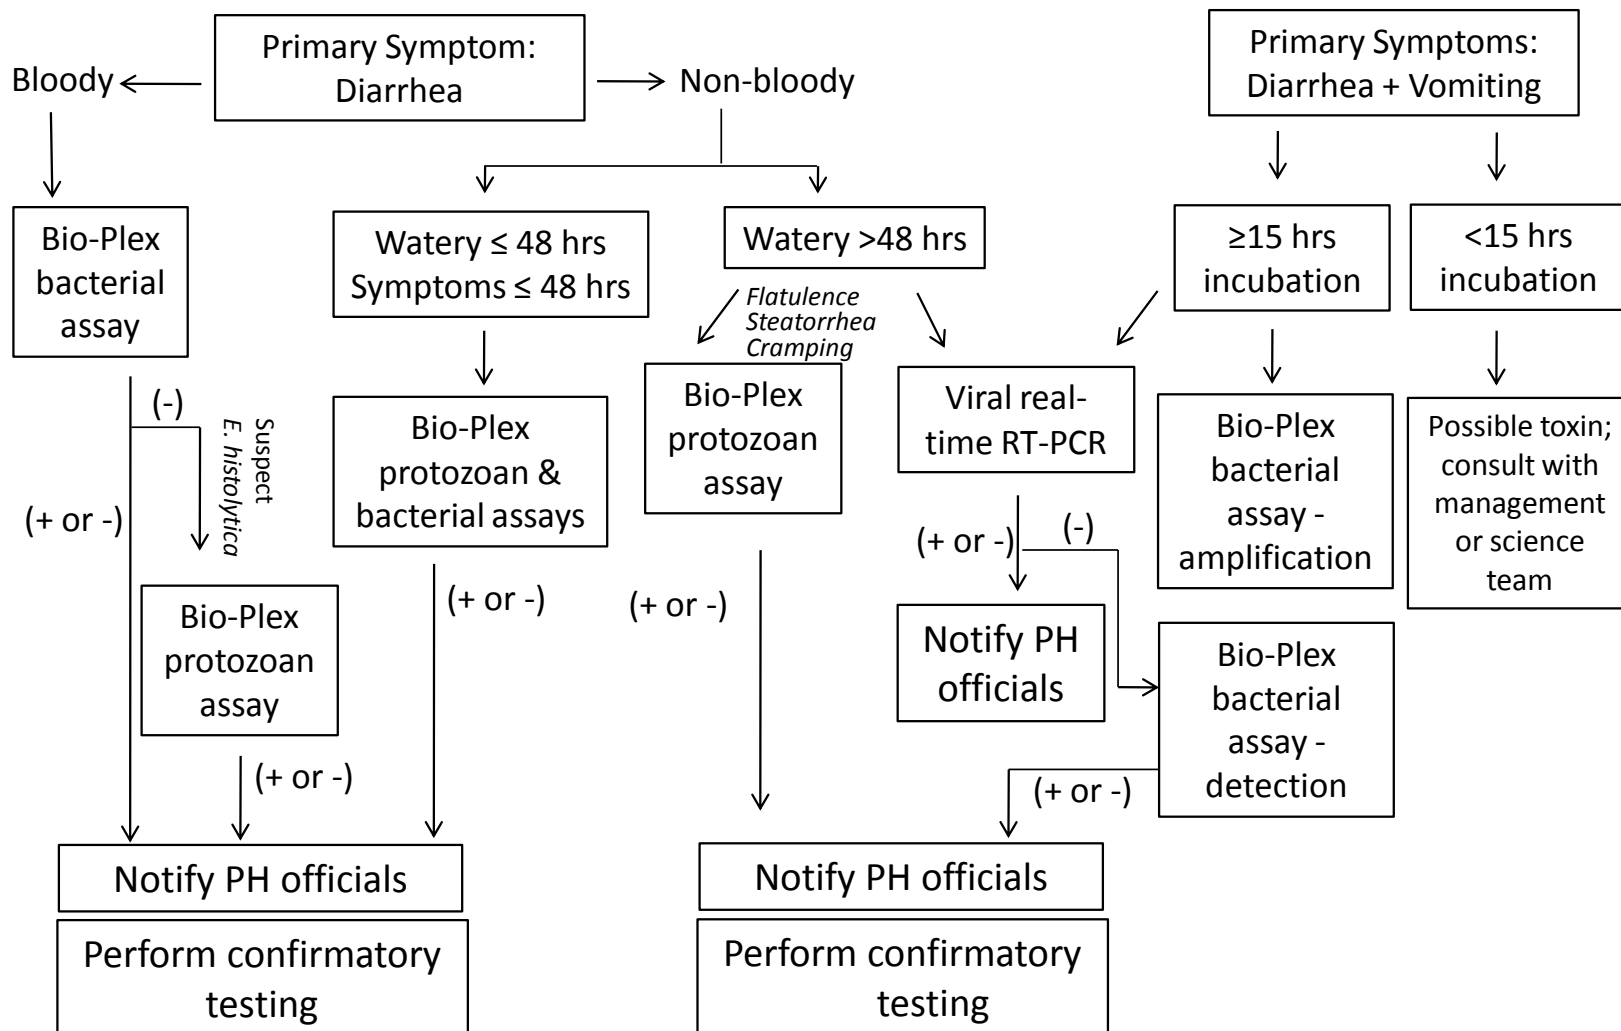 Primary Symptom:
Diarrhea
Bloody
Non-bloody
Primary Symptoms:
Diarrhea + Vomiting
Bio-Plex
bacterial
assay
Watery ≤ 48 hrs
Symptoms ≤ 48 hrs
Watery >48 hrs
≥15 hrs
incubation
<15 hrs
incubation
Flatulence
Steatorrhea
Cramping
(-)
Suspect
E. histolytica
(+ or -)
Bio-Plex
protozoan &
bacterial assays
Bio-Plex
protozoan
assay
Viral real-
time RT-PCR
Bio-Plex
bacterial
assay -
amplification
Possible toxin;
consult with
management
or science
team
(+ or -)
(-)
Bio-Plex
protozoan
assay
(+ or -)
(+ or -)
Notify PH
officials
Bio-Plex
bacterial
assay -
detection
(+ or -)
(+ or -)
Notify PH officials
Perform confirmatory
testing
Notify PH officials
Perform confirmatory
testing